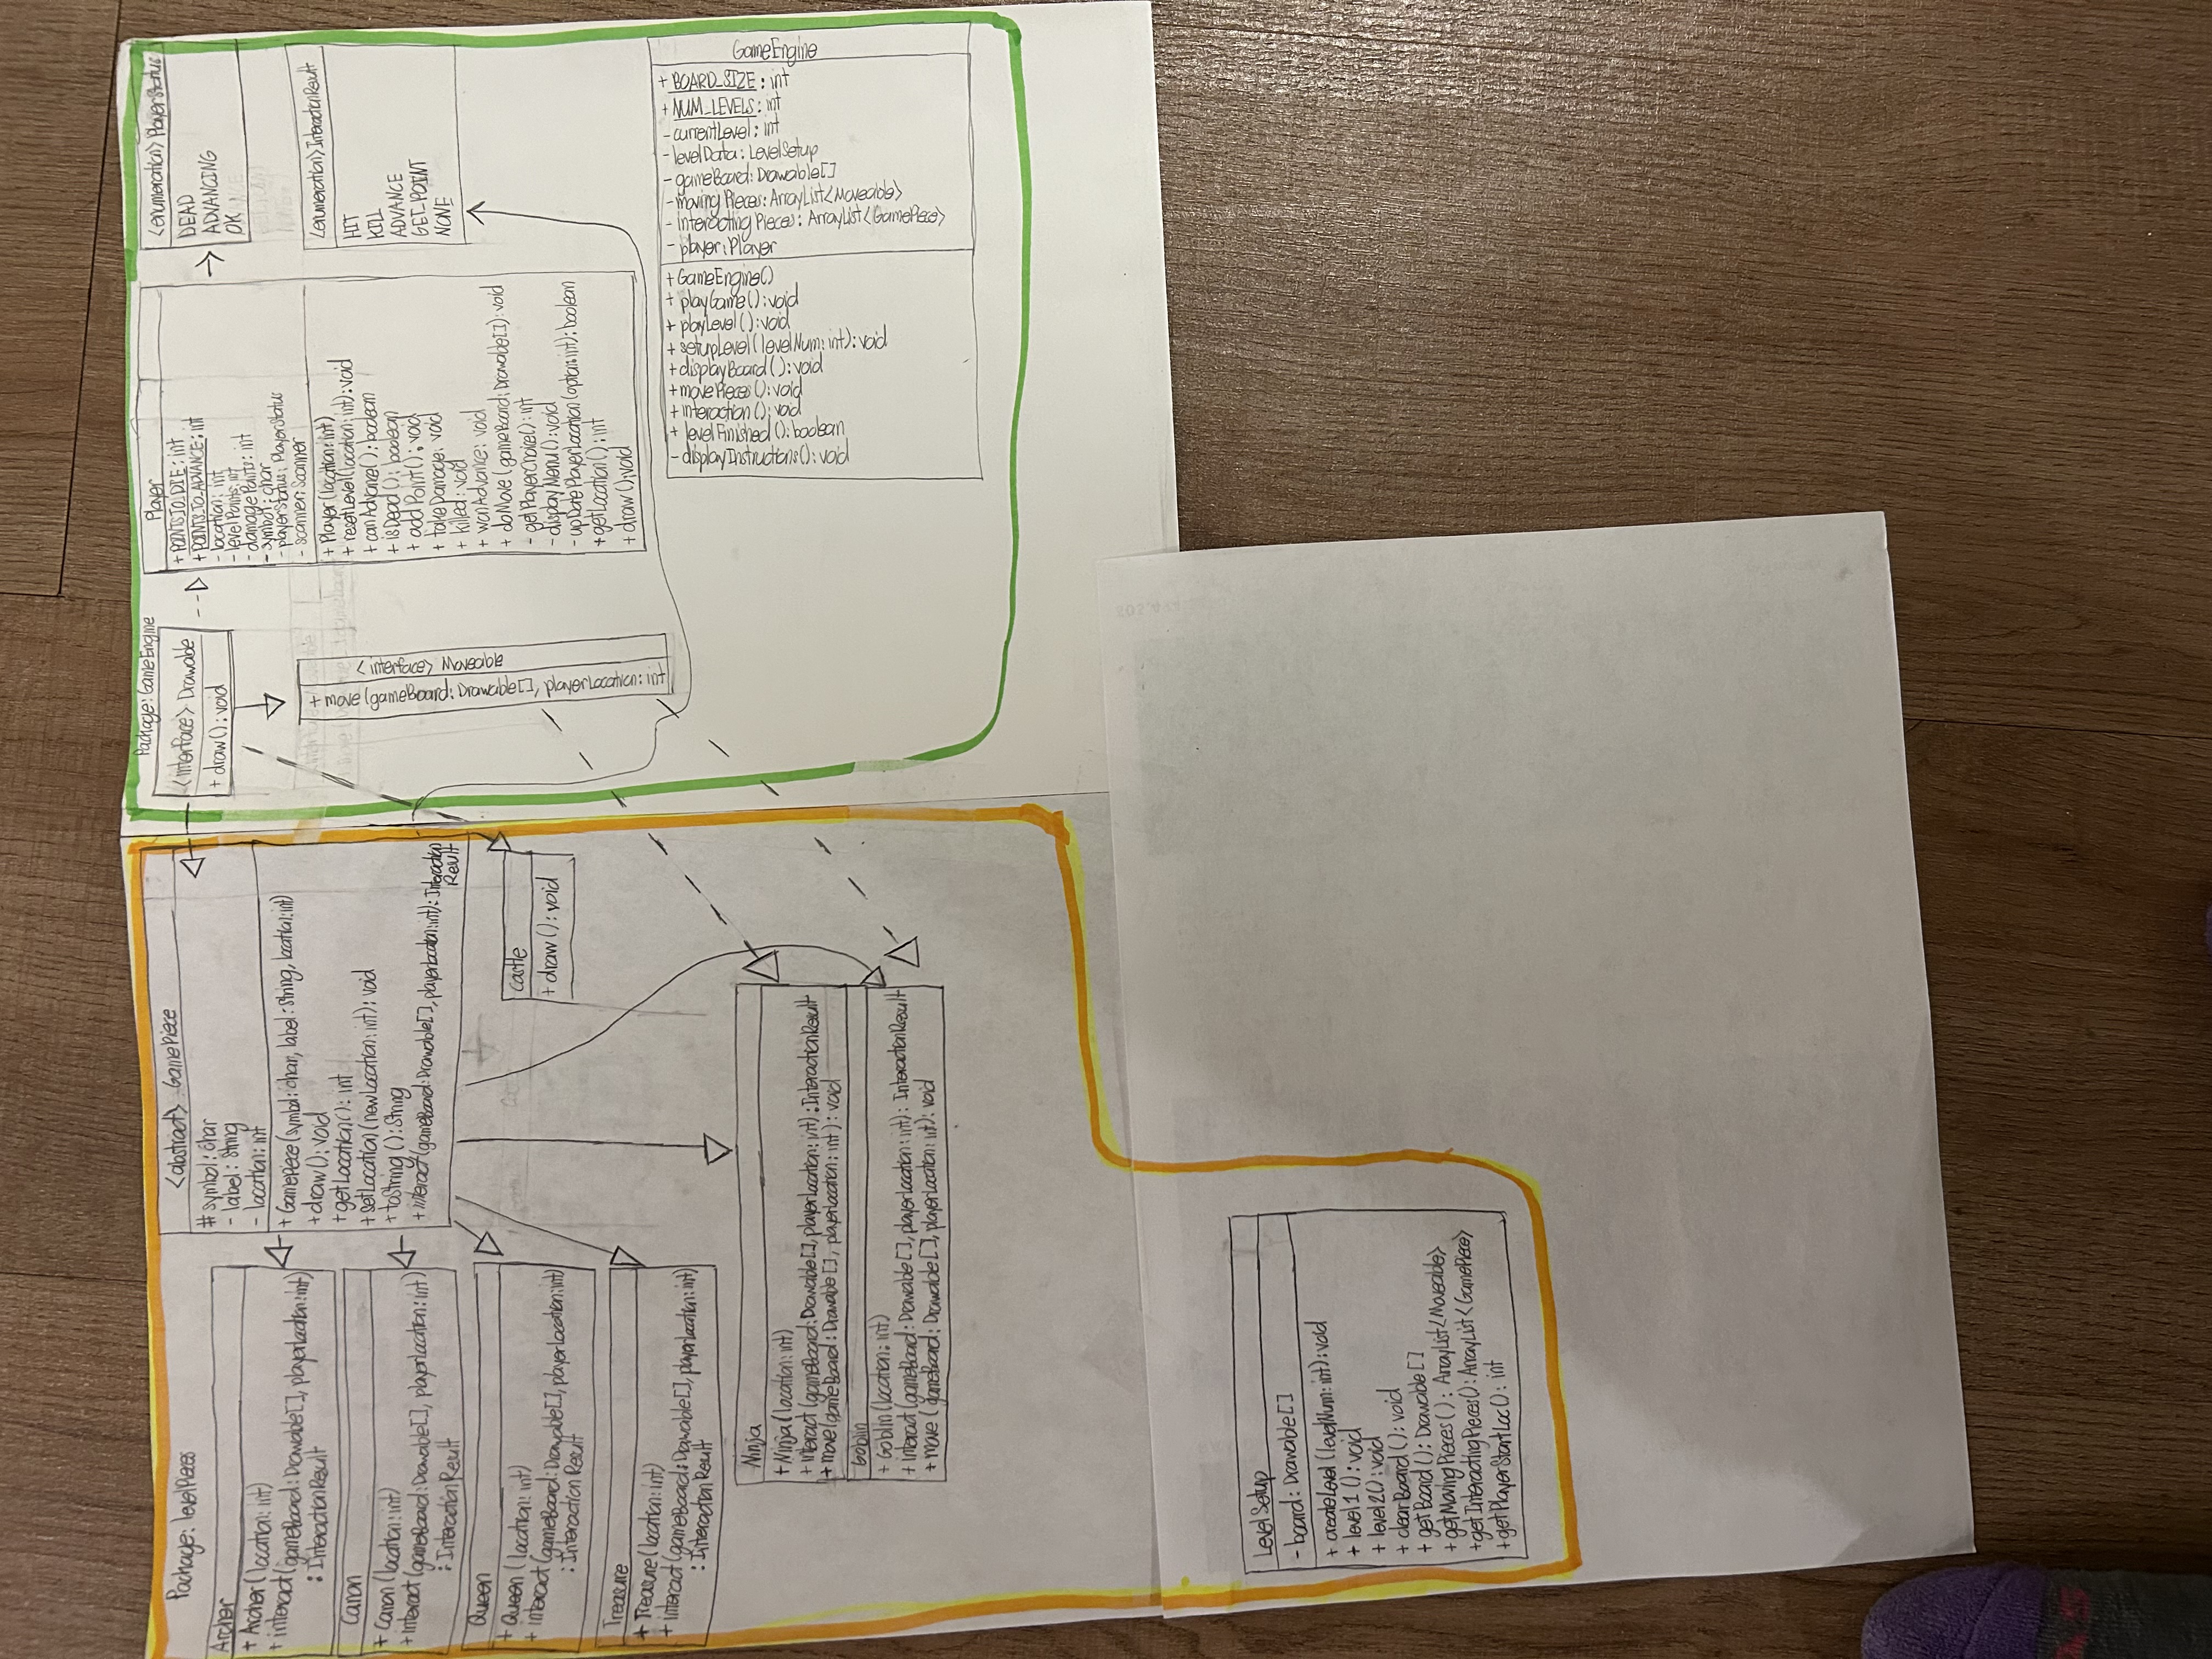 Package: levelPieces
Archer
+ Archer(location: int)
+ interact(gameBoard: Drawable[], playerLocation: int)
: InteractionResult
Canon
+ Canon(location: int)
+ interact(gameBoard: Drawable[], playerLocation: int)
: InteractionResult
Queen
+ Queen(location: int)
+ interact(gameBoard: Drawable[], playerLocation: int)
: InteractionResult
Treasure
+ Treasure(location: int)
+ interact(gameBoard: Drawable[], playerLocation: int)
: InteractionResult
<abstract> GamePiece
# symbol: char
- label: String
- location: int
+ GamePiece(symbol: char, label: String, location: int)
+ draw(): void
+ getLocation(): int
+ setLocation(newLocation: int): void
+ toString(): String
+ interact(gameBoard: Drawable[], playerLocation: int): Interaction
Result
Castle
+ draw(): void
Ninja
+ Ninja(location: int)
+ interact(gameBoard: Drawable[], playerLocation: int): InteractionResult
+ move(gameBoard: Drawable[], playerLocation: int): void
Goblin
+ Goblin(location: int)
+ interact(gameBoard: Drawable[], playerLocation: int): InteractionResult
+ move(gameBoard: Drawable[], playerLocation: int): void
Level Setup
- board: Drawable[]
+ createLevel(levelNum: int): void
+ level1(): void
+ level2(): void
+ clearBoard(): void
+ getBoard(): Drawable[]
+ getMovingPieces(): ArrayList<Moveable>
+ getInteractingPieces(): ArrayList<GamePiece>
+ getPlayerStartLoc(): int
Package: GameEngine
<interface> Drawable
+ draw(): void
<interface> Moveable
+ move(gameBoard: Drawable[], playerLocation: int
Player
+ POINTS_TO_DIE: int
+ POINTS_TO_ADVANCE: int
- location: int
- levelPoints: int
- damagePoints: int
- symbol: char
- playerStatus: PlayerStatus
- scanner: Scanner
+ Player(location: int)
+ resetLevel(location: int): void
+ canAdvance(): boolean
+ isDead(): boolean
+ addPoint(): void
+ takeDamage: void
+ killed: void
+ wonAdvance: void
+ doMove(gameBoard: Drawable[]): void
- getPlayerChoice(): int
- displayMenu(): void
- upDatePlayerLocation(option: int): boolean
+ getLocation(): int
+ draw(): void
<enumeration> PlayerStatus
DEAD
ADVANCING
OK
<enumeration> InteractionResult
HIT
KILL
ADVANCE
GET_POINT
NONE
GameEngine
+ BOARD_SIZE: int
+ NUM_LEVELS: int
- currentLevel: int
- levelData: LevelSetup
- gameBoard: Drawable[]
- movingPieces: ArrayList<Moveable>
- interactingPieces: ArrayList<GamePiece>
- player: Player
+ GameEngine()
+ playGame(): void
+ playLevel(): void
+ setupLevel(levelNum: int): void
+ displayBoard(): void
+ movePieces(): void
+ interaction(): void
+ levelFinished(): boolean
- displayInstructions(): void